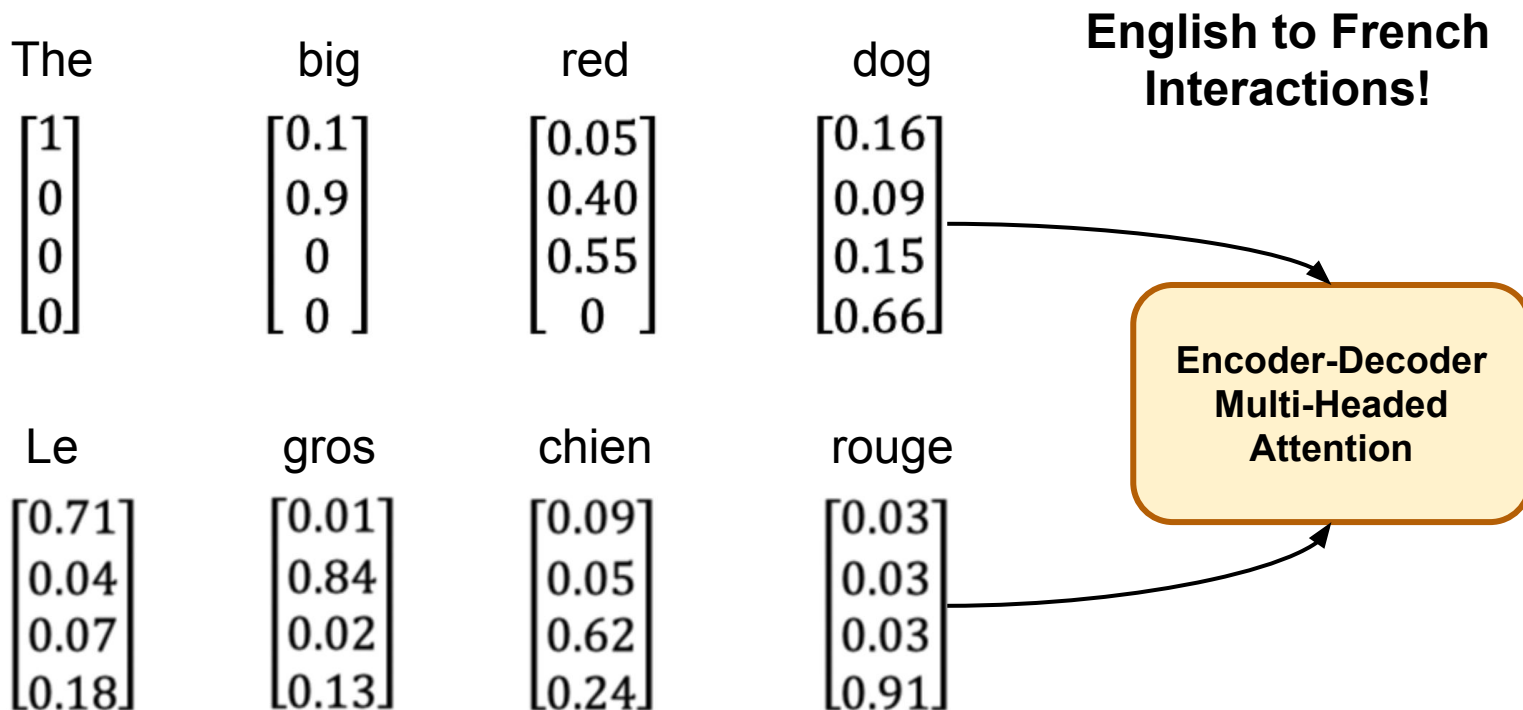 English to French
Interactions!
The big red dog
[1] [0.1] [0.05] [0.16]
[0] [0.9] [0.40] [0.09]
[0] [0] [0.55] [0.15]
[0] [0] [0] [0.66]
Encoder-Decoder
Multi-Headed
Attention
Le gros chien rouge
[0.71] [0.01] [0.09] [0.03]
[0.04] [0.84] [0.05] [0.03]
[0.07] [0.02] [0.62] [0.03]
[0.18] [0.13] [0.24] [0.91]